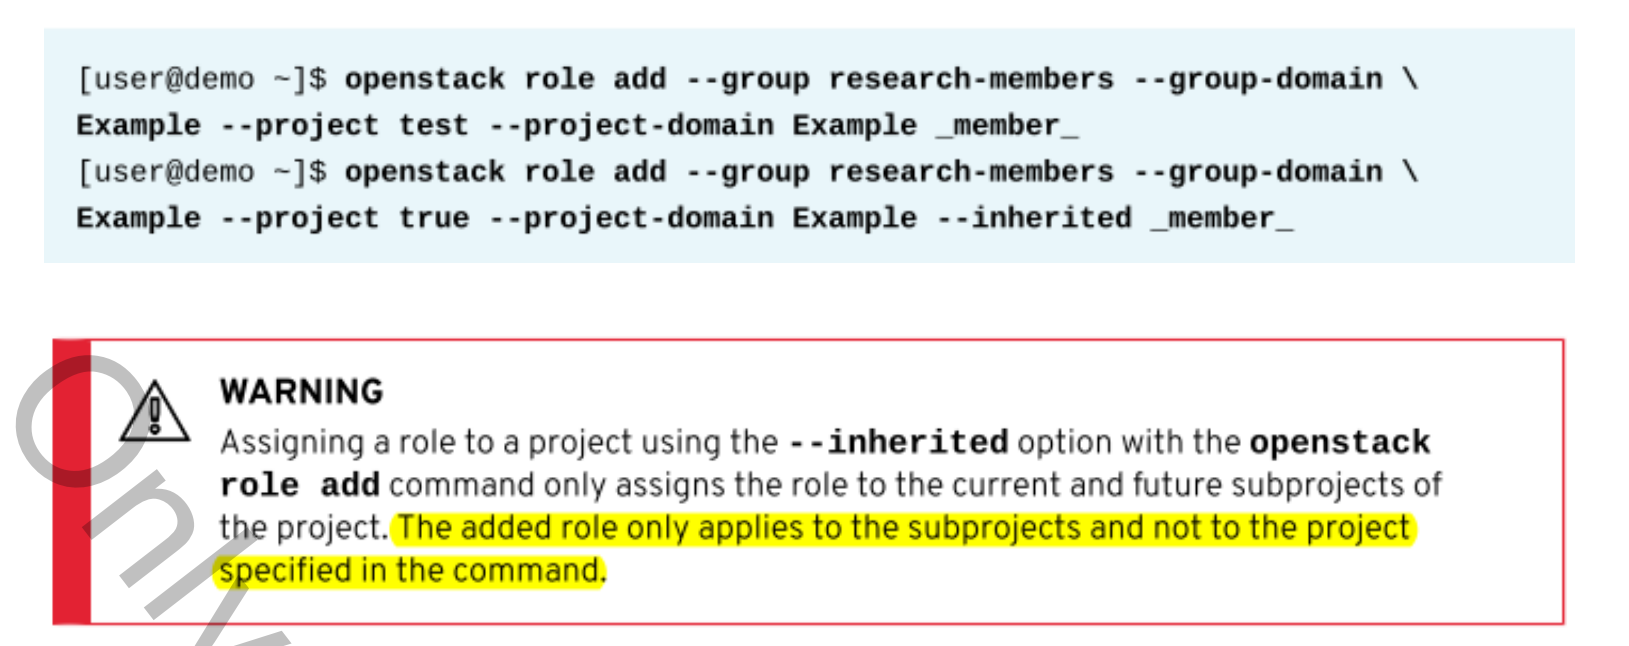 [user@demo ~]$ openstack role add --group research-members --group-domain \
Example --project test --project-domain Example _member_
[user@demo ~]$ openstack role add --group research-members --group-domain \
Example --project true --project-domain Example --inherited _member_
WARNING
Assigning a role to a project using the --inherited option with the openstack
role add command only assigns the role to the current and future subprojects of
the project. The added role only applies to the subprojects and not to the project
specified in the command.
Only